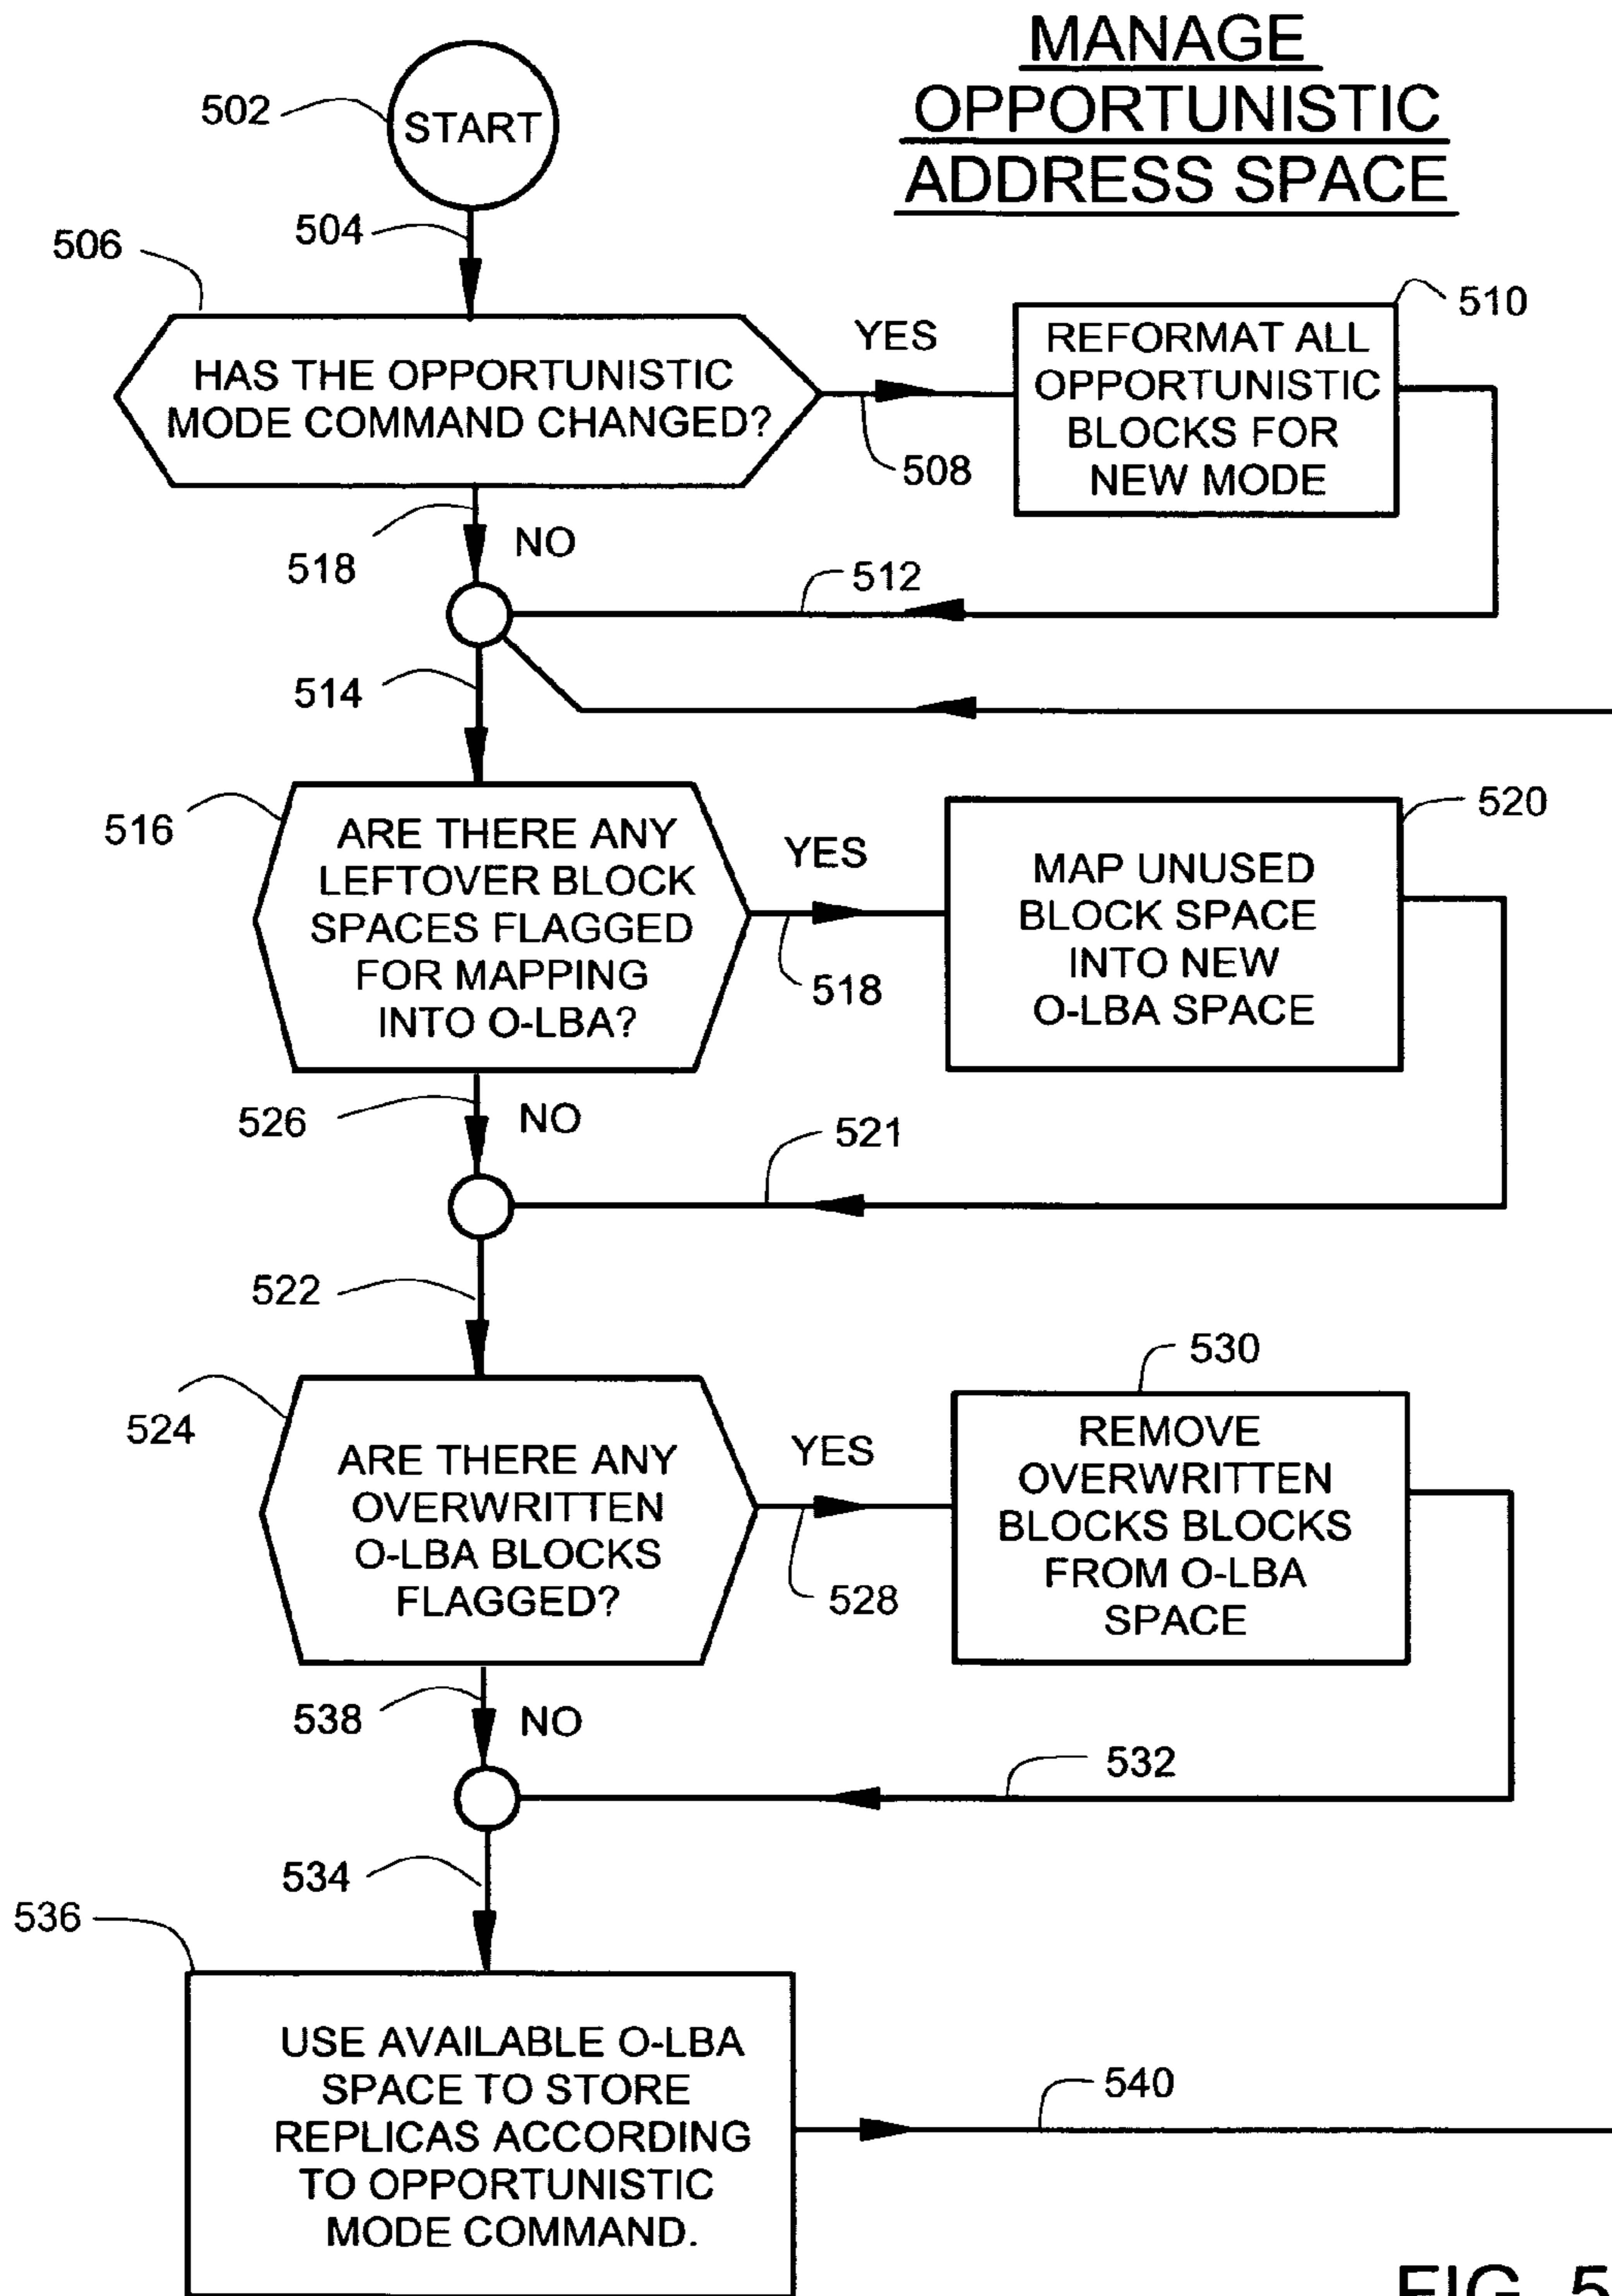 MANAGE
OPPORTUNISTIC
ADDRESS SPACE
502
START
504
506
HAS THE OPPORTUNISTIC
MODE COMMAND CHANGED?
YES
508
REFORMAT ALL
OPPORTUNISTIC
BLOCKS FOR
NEW MODE
510
518
NO
512
514
516
ARE THERE ANY
LEFTOVER BLOCK
SPACES FLAGGED
FOR MAPPING
INTO O-LBA?
YES
518
MAP UNUSED
BLOCK SPACE
INTO NEW
O-LBA SPACE
520
526
NO
521
522
524
ARE THERE ANY
OVERWRITTEN
O-LBA BLOCKS
FLAGGED?
YES
528
530
REMOVE
OVERWRITTEN
BLOCKS BLOCKS
FROM O-LBA
SPACE
538
NO
532
534
536
USE AVAILABLE O-LBA
SPACE TO STORE
REPLICAS ACCORDING
TO OPPORTUNISTIC
MODE COMMAND.
540
FIG. 5